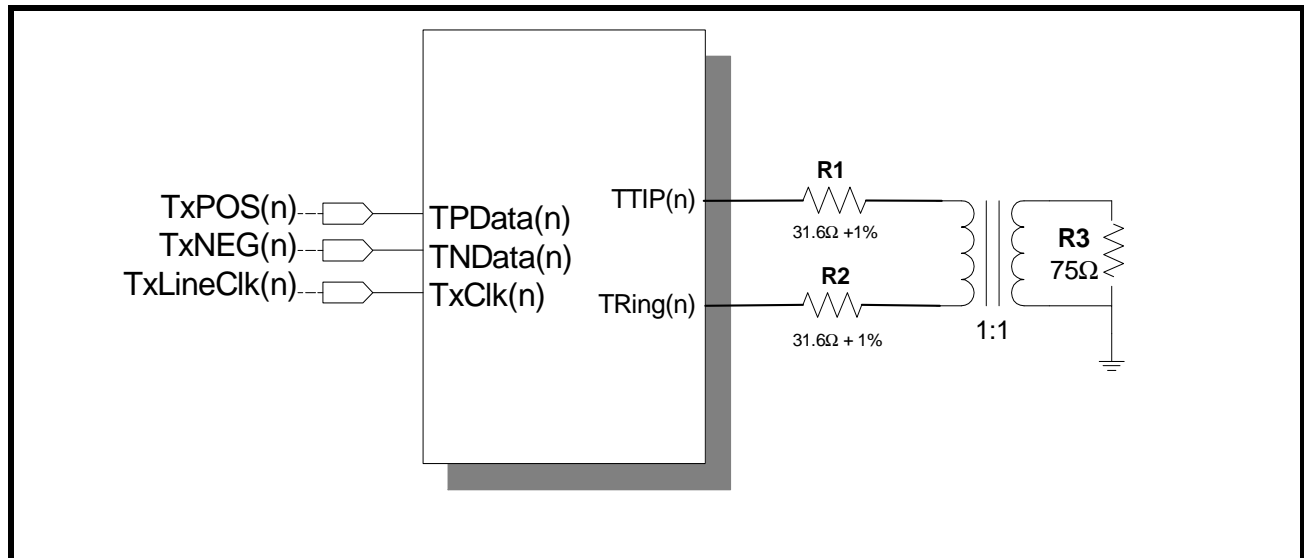 TxPOS(n)
TxNEG(n)
TxLineClk(n)
TPData(n)
TNData(n)
TxClk(n)
TTIP(n)
TRing(n)
R1
31.6Ω +1%
R2
31.6Ω + 1%
1:1
R3
75Ω